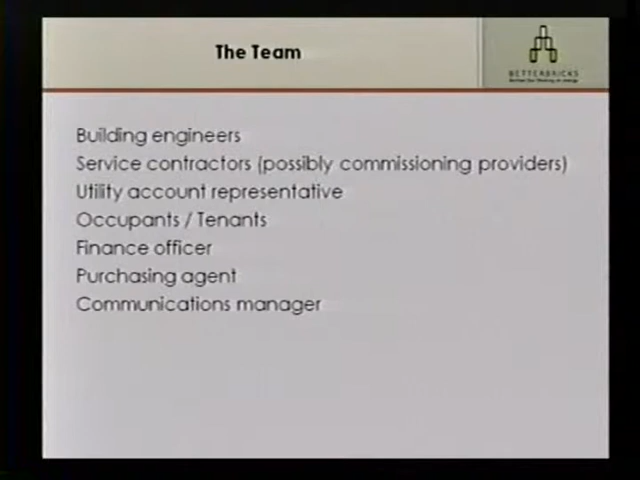 The Team
BETTERBRICKS
Building engineers
Service contractors (possibly commissioning providers)
Utility account representative
Occupants / Tenants
Finance officer
Purchasing agent
Communications manager